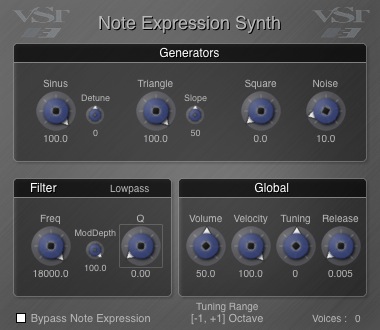 VST 3 Note Expression Synth VST 3
Generators
Sinus Triangle Square Noise
Detune Slope
100.0 0 100.0 50 0.0 10.0
Filter Lowpass Global
Freq Q Volume Velocity Tuning Release
ModDepth
18000.0 100.0 0.00 50.0 100.0 0 0.005
Tuning Range
Bypass Note Expression [-1, +1] Octave Voices : 0